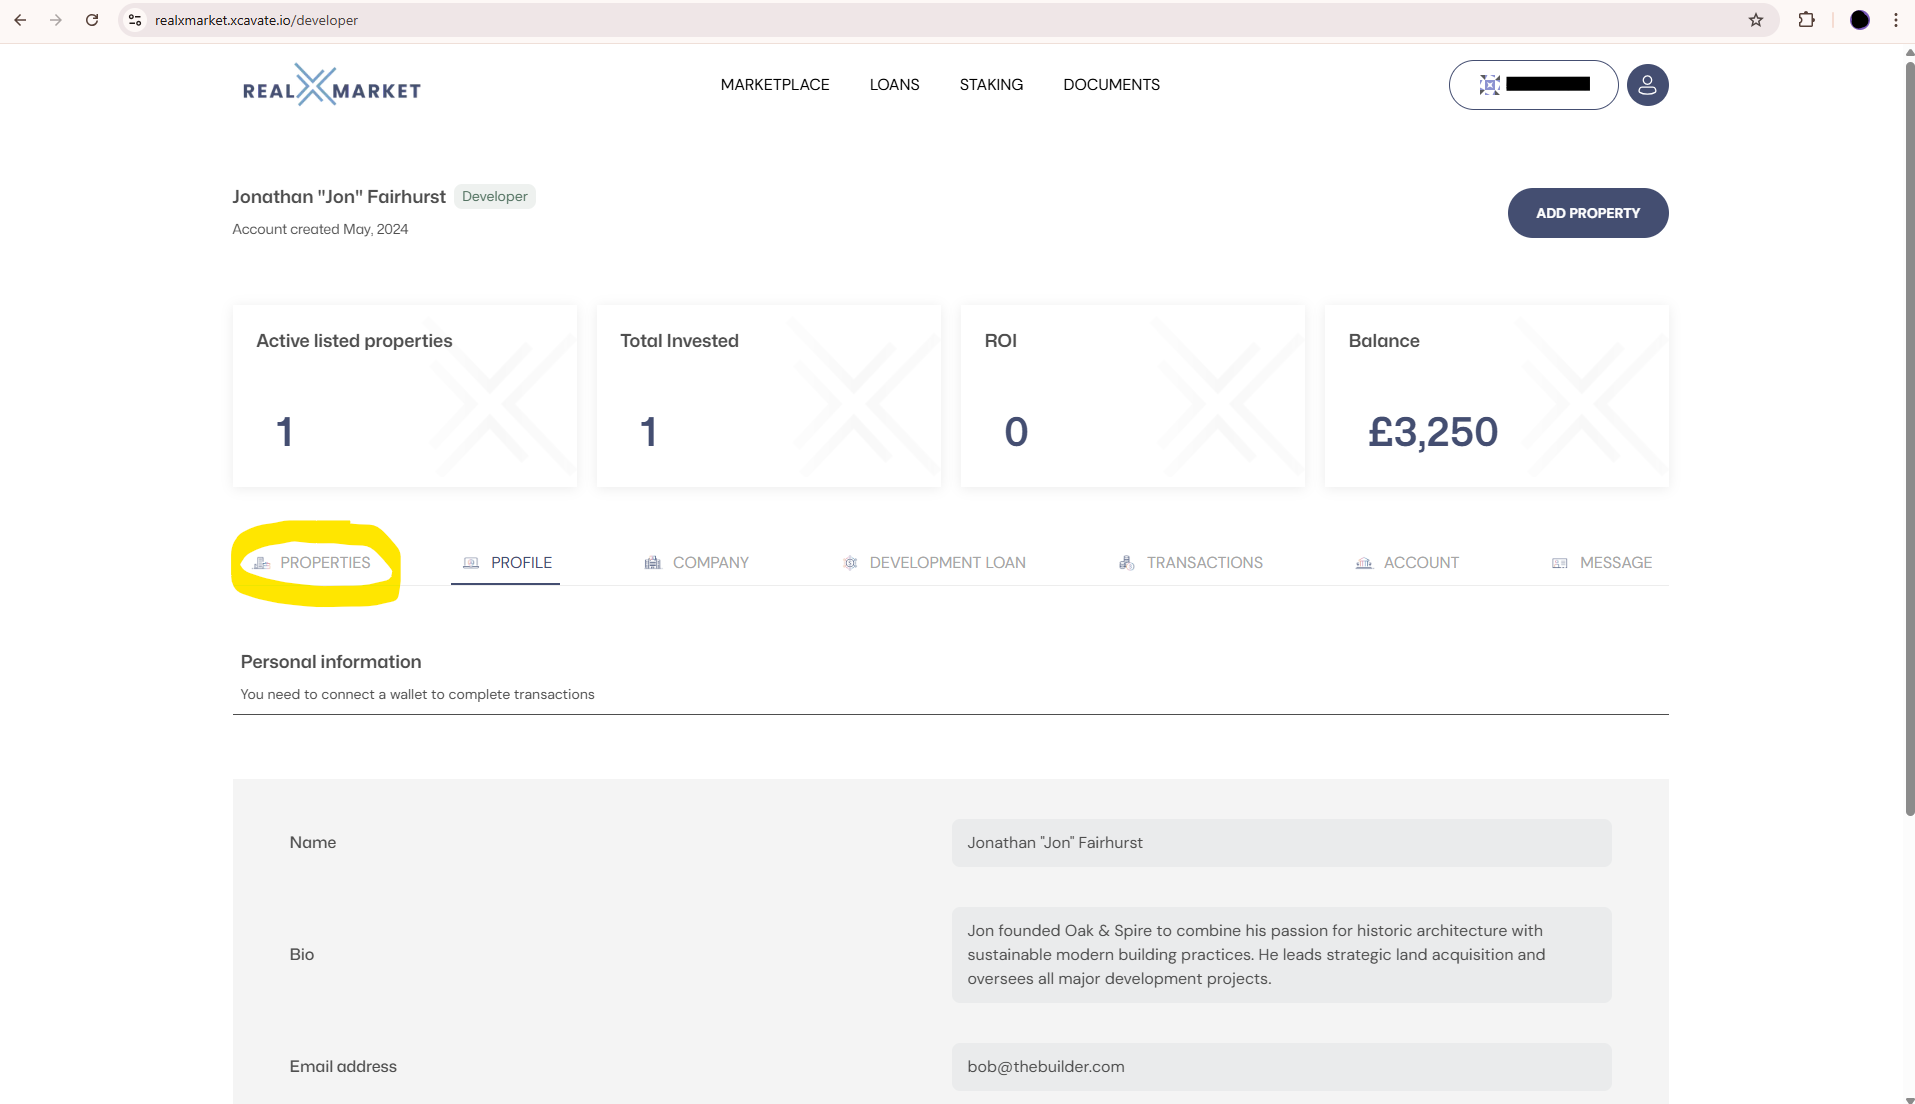 realxmarket.xcavate.io/developer
REAL MARKET
MARKETPLACE
LOANS
STAKING
DOCUMENTS
Jonathan "Jon" Fairhurst
Developer
Account created May, 2024
ADD PROPERTY
Active listed properties
1
Total Invested
1
ROI
0
Balance
£3,250
PROPERTIES
PROFILE
COMPANY
DEVELOPMENT LOAN
TRANSACTIONS
ACCOUNT
MESSAGE
Personal information
You need to connect a wallet to complete transactions
Name
Jonathan "Jon" Fairhurst
Bio
Jon founded Oak & Spire to combine his passion for historic architecture with
sustainable modern building practices. He leads strategic land acquisition and
oversees all major development projects.
Email address
bob@thebuilder.com